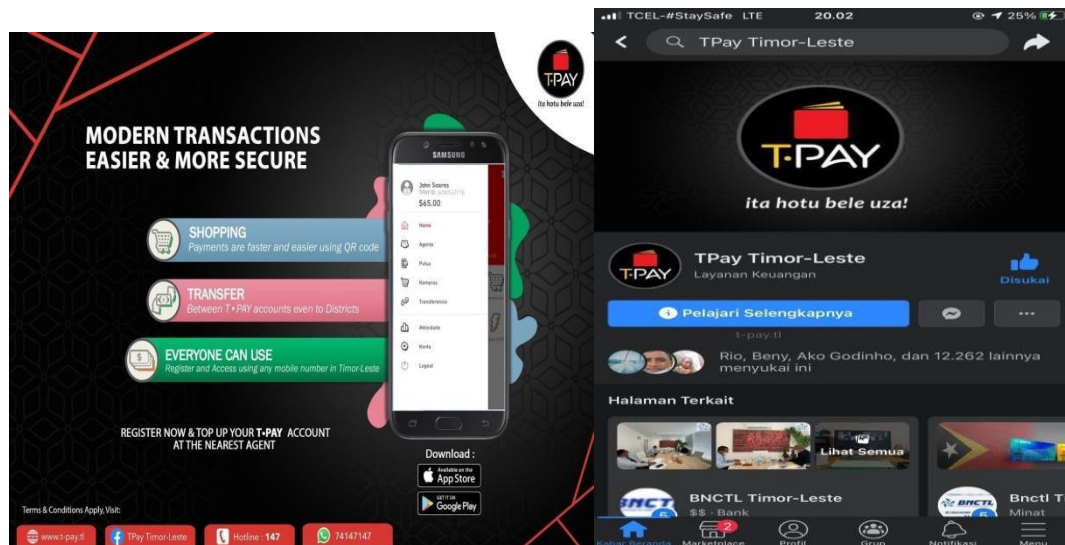 T·PAY
ita hotu bele uza!
MODERN TRANSACTIONS
EASIER & MORE SECURE
SHOPPING
Payments are faster and easier using QR code
TRANSFER
Between T•PAY accounts even to Districts
EVERYONE CAN USE
Register and Access using any mobile number in Timor-Leste
REGISTER NOW & TOP UP YOUR T•PAY ACCOUNT
AT THE NEAREST AGENT
SAMSUNG
John Soares
$65.00
Home
Agente
Pulsa
Kompras
Transferensia
Atividade
Konta
Logout
Download :
Available on the
App Store
GET IT ON
Google Play
Terms & Conditions Apply, Visit:
www.t-pay.tl
TPay Timor-Leste
Hotline : 147
74147147
TCEL-#StaySafe LTE 20.02 25%
TPay Timor-Leste
T·PAY
ita hotu bele uza!
T·PAY
TPay Timor-Leste
Layanan Keuangan
Disukai
Pelajari Selengkapnya
t-pay.tl
Rio, Beny, Ako Godinho, dan 12.262 lainnya
menyukai ini
Halaman Terkait
Lihat Semua
BNCTL Timor-Leste
$$ · Bank
BNCTL
Bnctl T
Minat
Kabar Beranda
Marketplace
2
Profil
Grup
Notifikasi
Menu